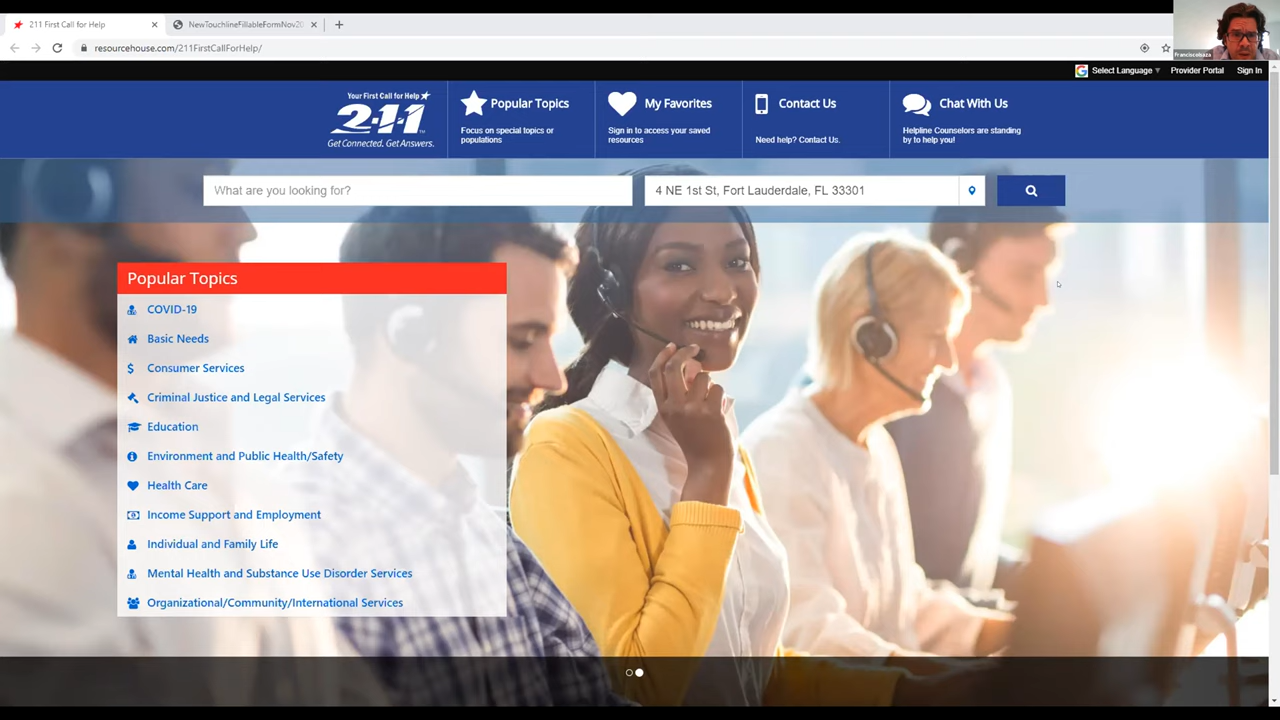 211 First Call for Help
NewTouchlineFillableFormNov20
resourcehouse.com/211FirstCallForHelp/
franciscobaza
Select Language
Provider Portal
Sign In
Your First Call for Help
2-1-1
Get Connected. Get Answers.
Popular Topics
Focus on special topics or
populations
My Favorites
Sign in to access your saved
resources
Contact Us
Need help? Contact Us.
Chat With Us
Helpline Counselors are standing
by to help you!
What are you looking for?
4 NE 1st St, Fort Lauderdale, FL 33301
Popular Topics
COVID-19
Basic Needs
Consumer Services
Criminal Justice and Legal Services
Education
Environment and Public Health/Safety
Health Care
Income Support and Employment
Individual and Family Life
Mental Health and Substance Use Disorder Services
Organizational/Community/International Services